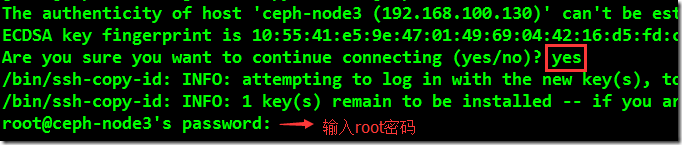 The authenticity of host 'ceph-node3 (192.168.100.130)' can't be est
ECDSA key fingerprint is 10:55:41:e5:9e:47:01:49:69:04:42:16:d5:fd:c
Are you sure you want to continue connecting (yes/no)? yes
/bin/ssh-copy-id: INFO: attempting to log in with the new key(s), to
/bin/ssh-copy-id: INFO: 1 key(s) remain to be installed -- if you ar
root@ceph-node3's password: 输入root密码